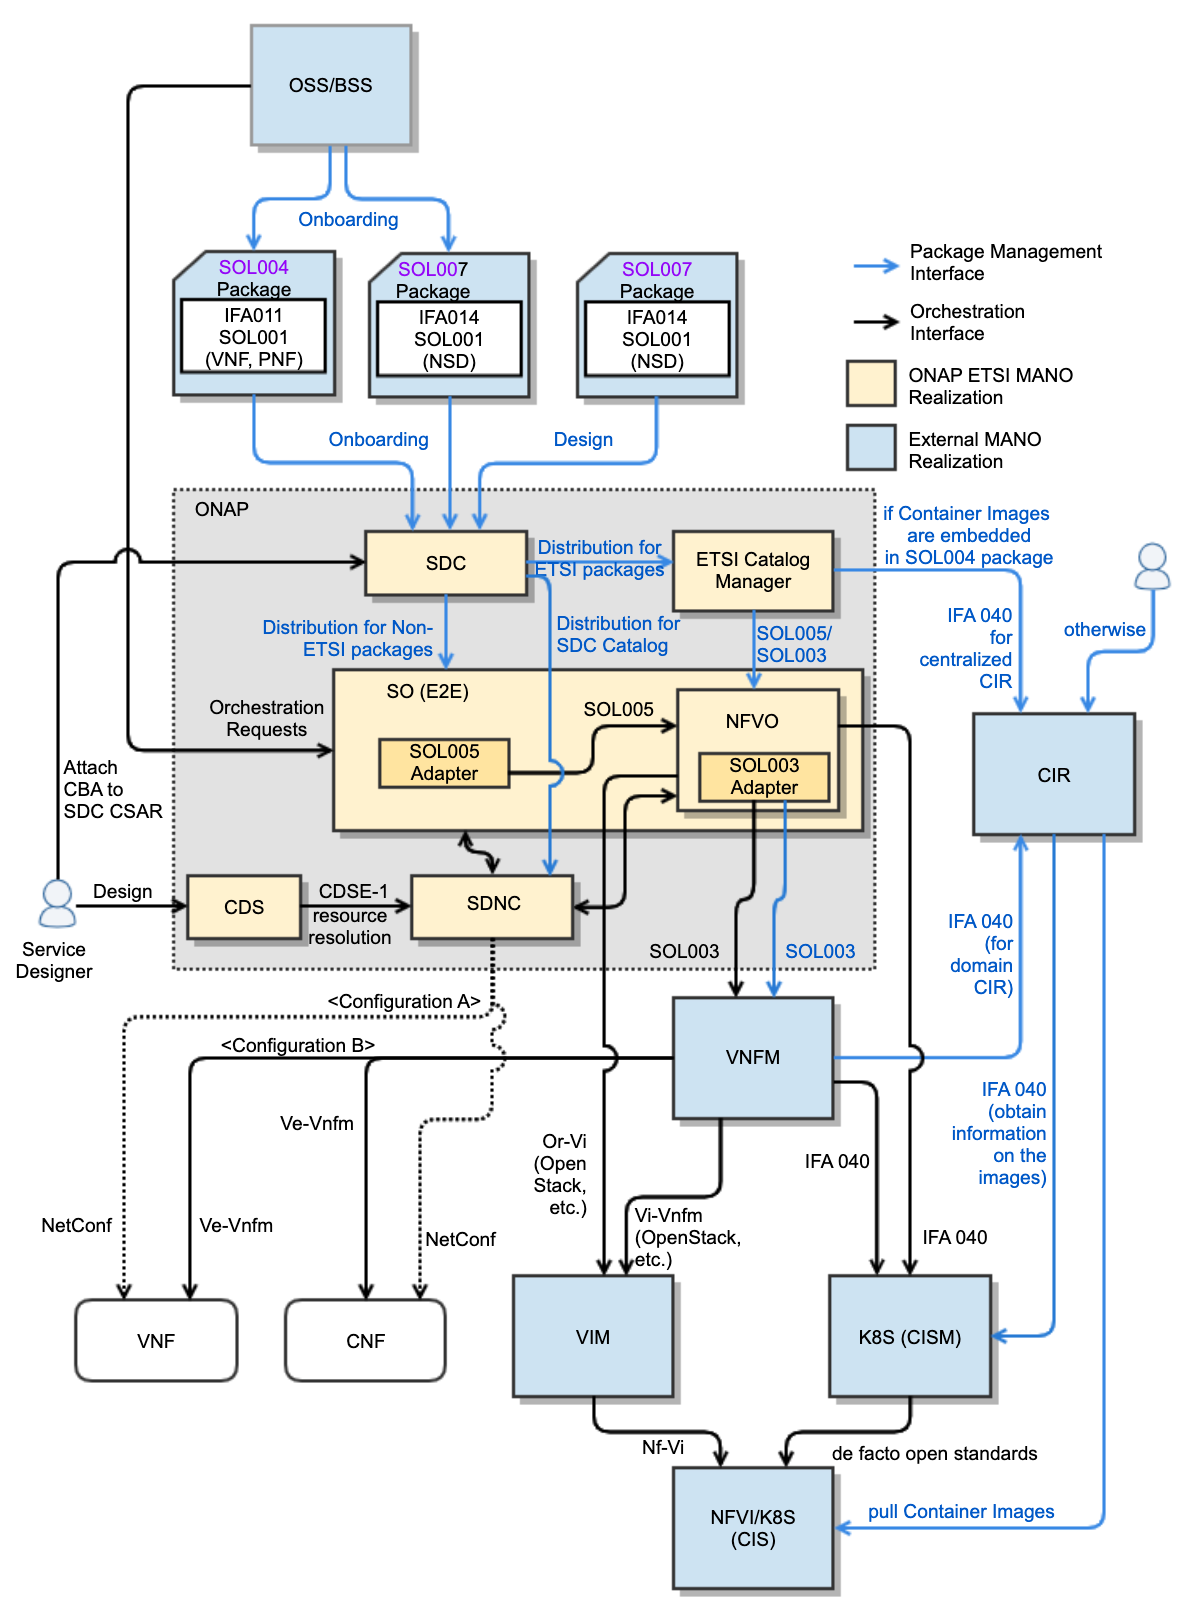 OSS/BSS
Onboarding
SOL004
Package
IFA011
SOL001
(VNF, PNF)
SOL007
Package
IFA014
SOL001
(NSD)
SOL007
Package
IFA014
SOL001
(NSD)
Package Management
Interface
Orchestration
Interface
ONAP ETSI MANO
Realization
External MANO
Realization
Onboarding
Design
ONAP
SDC
Distribution for
ETSI packages
ETSI Catalog
Manager
if Container Images
are embedded
in SOL004 package
Distribution for Non-
ETSI packages
Distribution for
SDC Catalog
SOL005/
SOL003
IFA 040
for
centralized
CIR
otherwise
SO (E2E)
Orchestration
Requests
SOL005
Adapter
SOL005
NFVO
SOL003
Adapter
CIR
Attach
CBA to
SDC CSAR
Design
Service
Designer
CDS
CDSE-1
resource
resolution
SDNC
SOL003
SOL003
IFA 040
(for
domain
CIR)
<Configuration A>
<Configuration B>
VNFM
Ve-Vnfm
Or-Vi
(Open
Stack,
etc.)
IFA 040
IFA 040
(obtain
information
on the
images)
NetConf
Ve-Vnfm
NetConf
Vi-Vnfm
(OpenStack,
etc.)
IFA 040
VNF
CNF
VIM
K8S (CISM)
Nf-Vi
de facto open standards
NFVI/K8S
(CIS)
pull Container Images